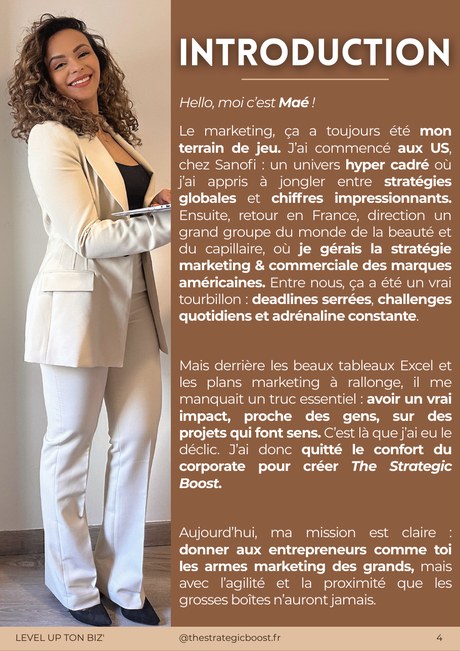 INTRODUCTION
Hello, moi c'est Maé !
Le marketing, ça a toujours été mon
terrain de jeu. J'ai commencé aux US,
chez Sanofi : un univers hyper cadré où
j'ai appris à jongler entre stratégies
globales et chiffres impressionnants.
Ensuite, retour en France, direction un
grand groupe du monde de la beauté et
du capillaire, où je gérais la stratégie
marketing & commerciale des marques
américaines. Entre nous, ça a été un vrai
tourbillon : deadlines serrées, challenges
quotidiens et adrénaline constante.
Mais derrière les beaux tableaux Excel et
les plans marketing à rallonge, il me
manquait un truc essentiel : avoir un vrai
impact, proche des gens, sur des
projets qui font sens. C'est là que j'ai eu le
déclic. J'ai donc quitté le confort du
corporate pour créer The Strategic
Boost.
Aujourd'hui, ma mission est claire :
donner aux entrepreneurs comme toi
les armes marketing des grands, mais
avec l'agilité et la proximité que les
grosses boîtes n'auront jamais.
LEVEL UP TON BIZ' @thestrategicboost.fr 4